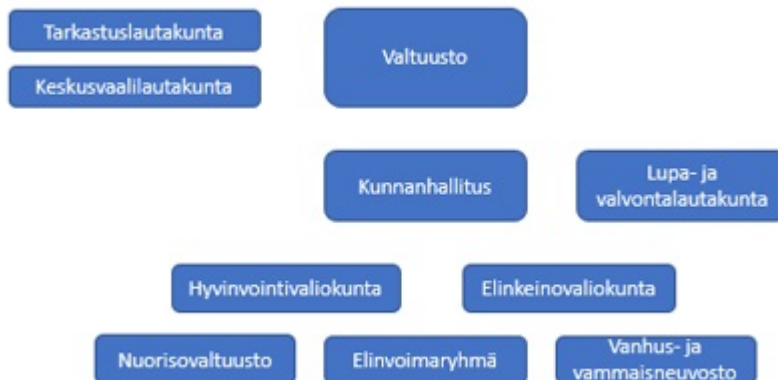 Tarkastuslautakunta
Valtuusto
Keskusvaalilautakunta
Kunnanhallitus
Lupa- ja
valvontalautakunta
Hyvinvointivaliokunta
Elinkeinovaliokunta
Nuorisovaltuusto
Elinvoimaryhmä
Vanhus- ja
vammaisneuvosto